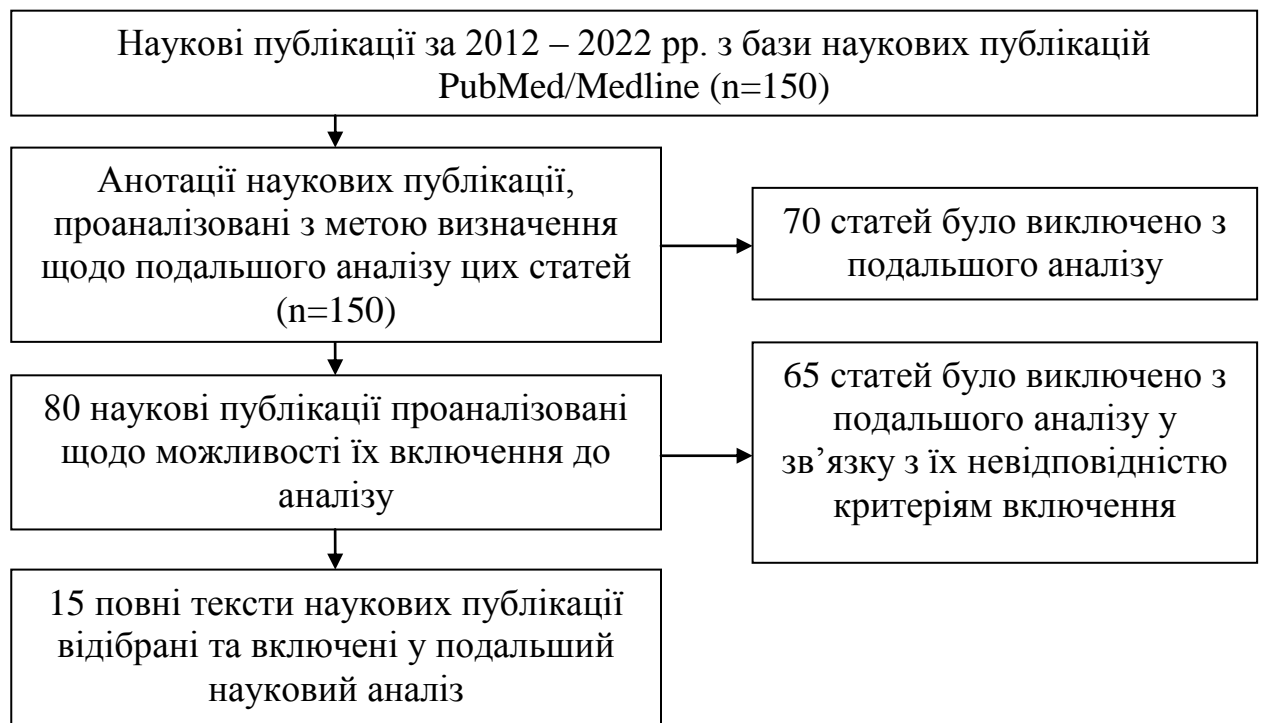 Наукові публікації за 2012 – 2022 рр. з бази наукових публікацій
PubMed/Medline (n=150)
Анотації наукових публікації,
проаналізовані з метою визначення
щодо подальшого аналізу цих статей
(n=150)
70 статей було виключено з
подальшого аналізу
80 наукові публікації проаналізовані
щодо можливості їх включення до
аналізу
65 статей було виключено з
подальшого аналізу у
зв’язку з їх невідповідністю
критеріям включення
15 повні тексти наукових публікації
відібрані та включені у подальший
науковий аналіз